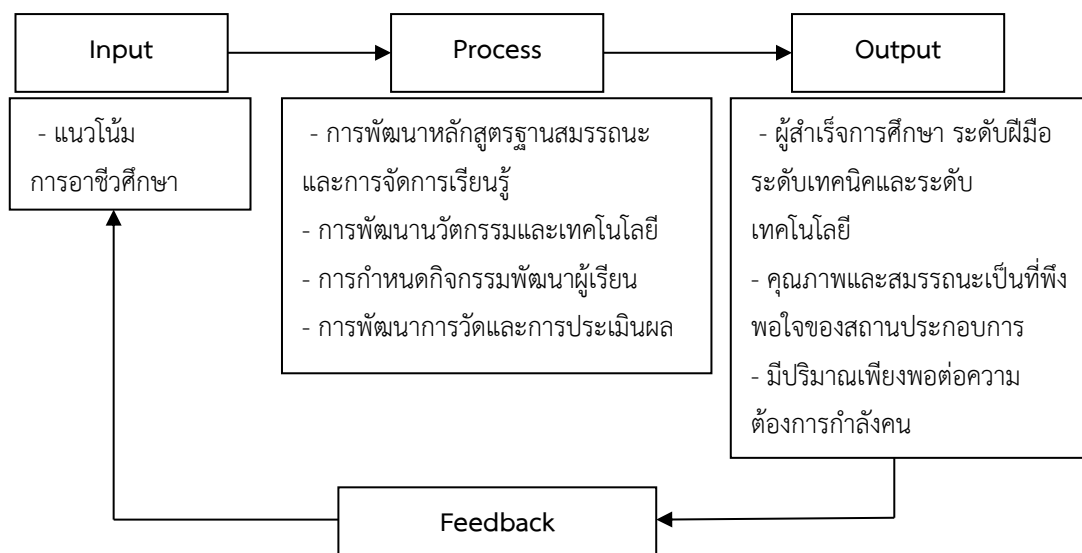 Input
Process
Output
- แนวโน้ม
การอาชีวศึกษา
- การพัฒนาหลักสูตรฐานสมรรถนะ
และการจัดการเรียนรู้
- การพัฒนานวัตกรรมและเทคโนโลยี
- การกำหนดกิจกรรมพัฒนาผู้เรียน
- การพัฒนาการวัดและการประเมินผล
- ผู้สำเร็จการศึกษา ระดับฝีมือ
ระดับเทคนิคและระดับ
เทคโนโลยี
- คุณภาพและสมรรถนะเป็นที่พึง
พอใจของสถานประกอบการ
- มีปริมาณเพียงพอต่อความ
ต้องการกำลังคน
Feedback